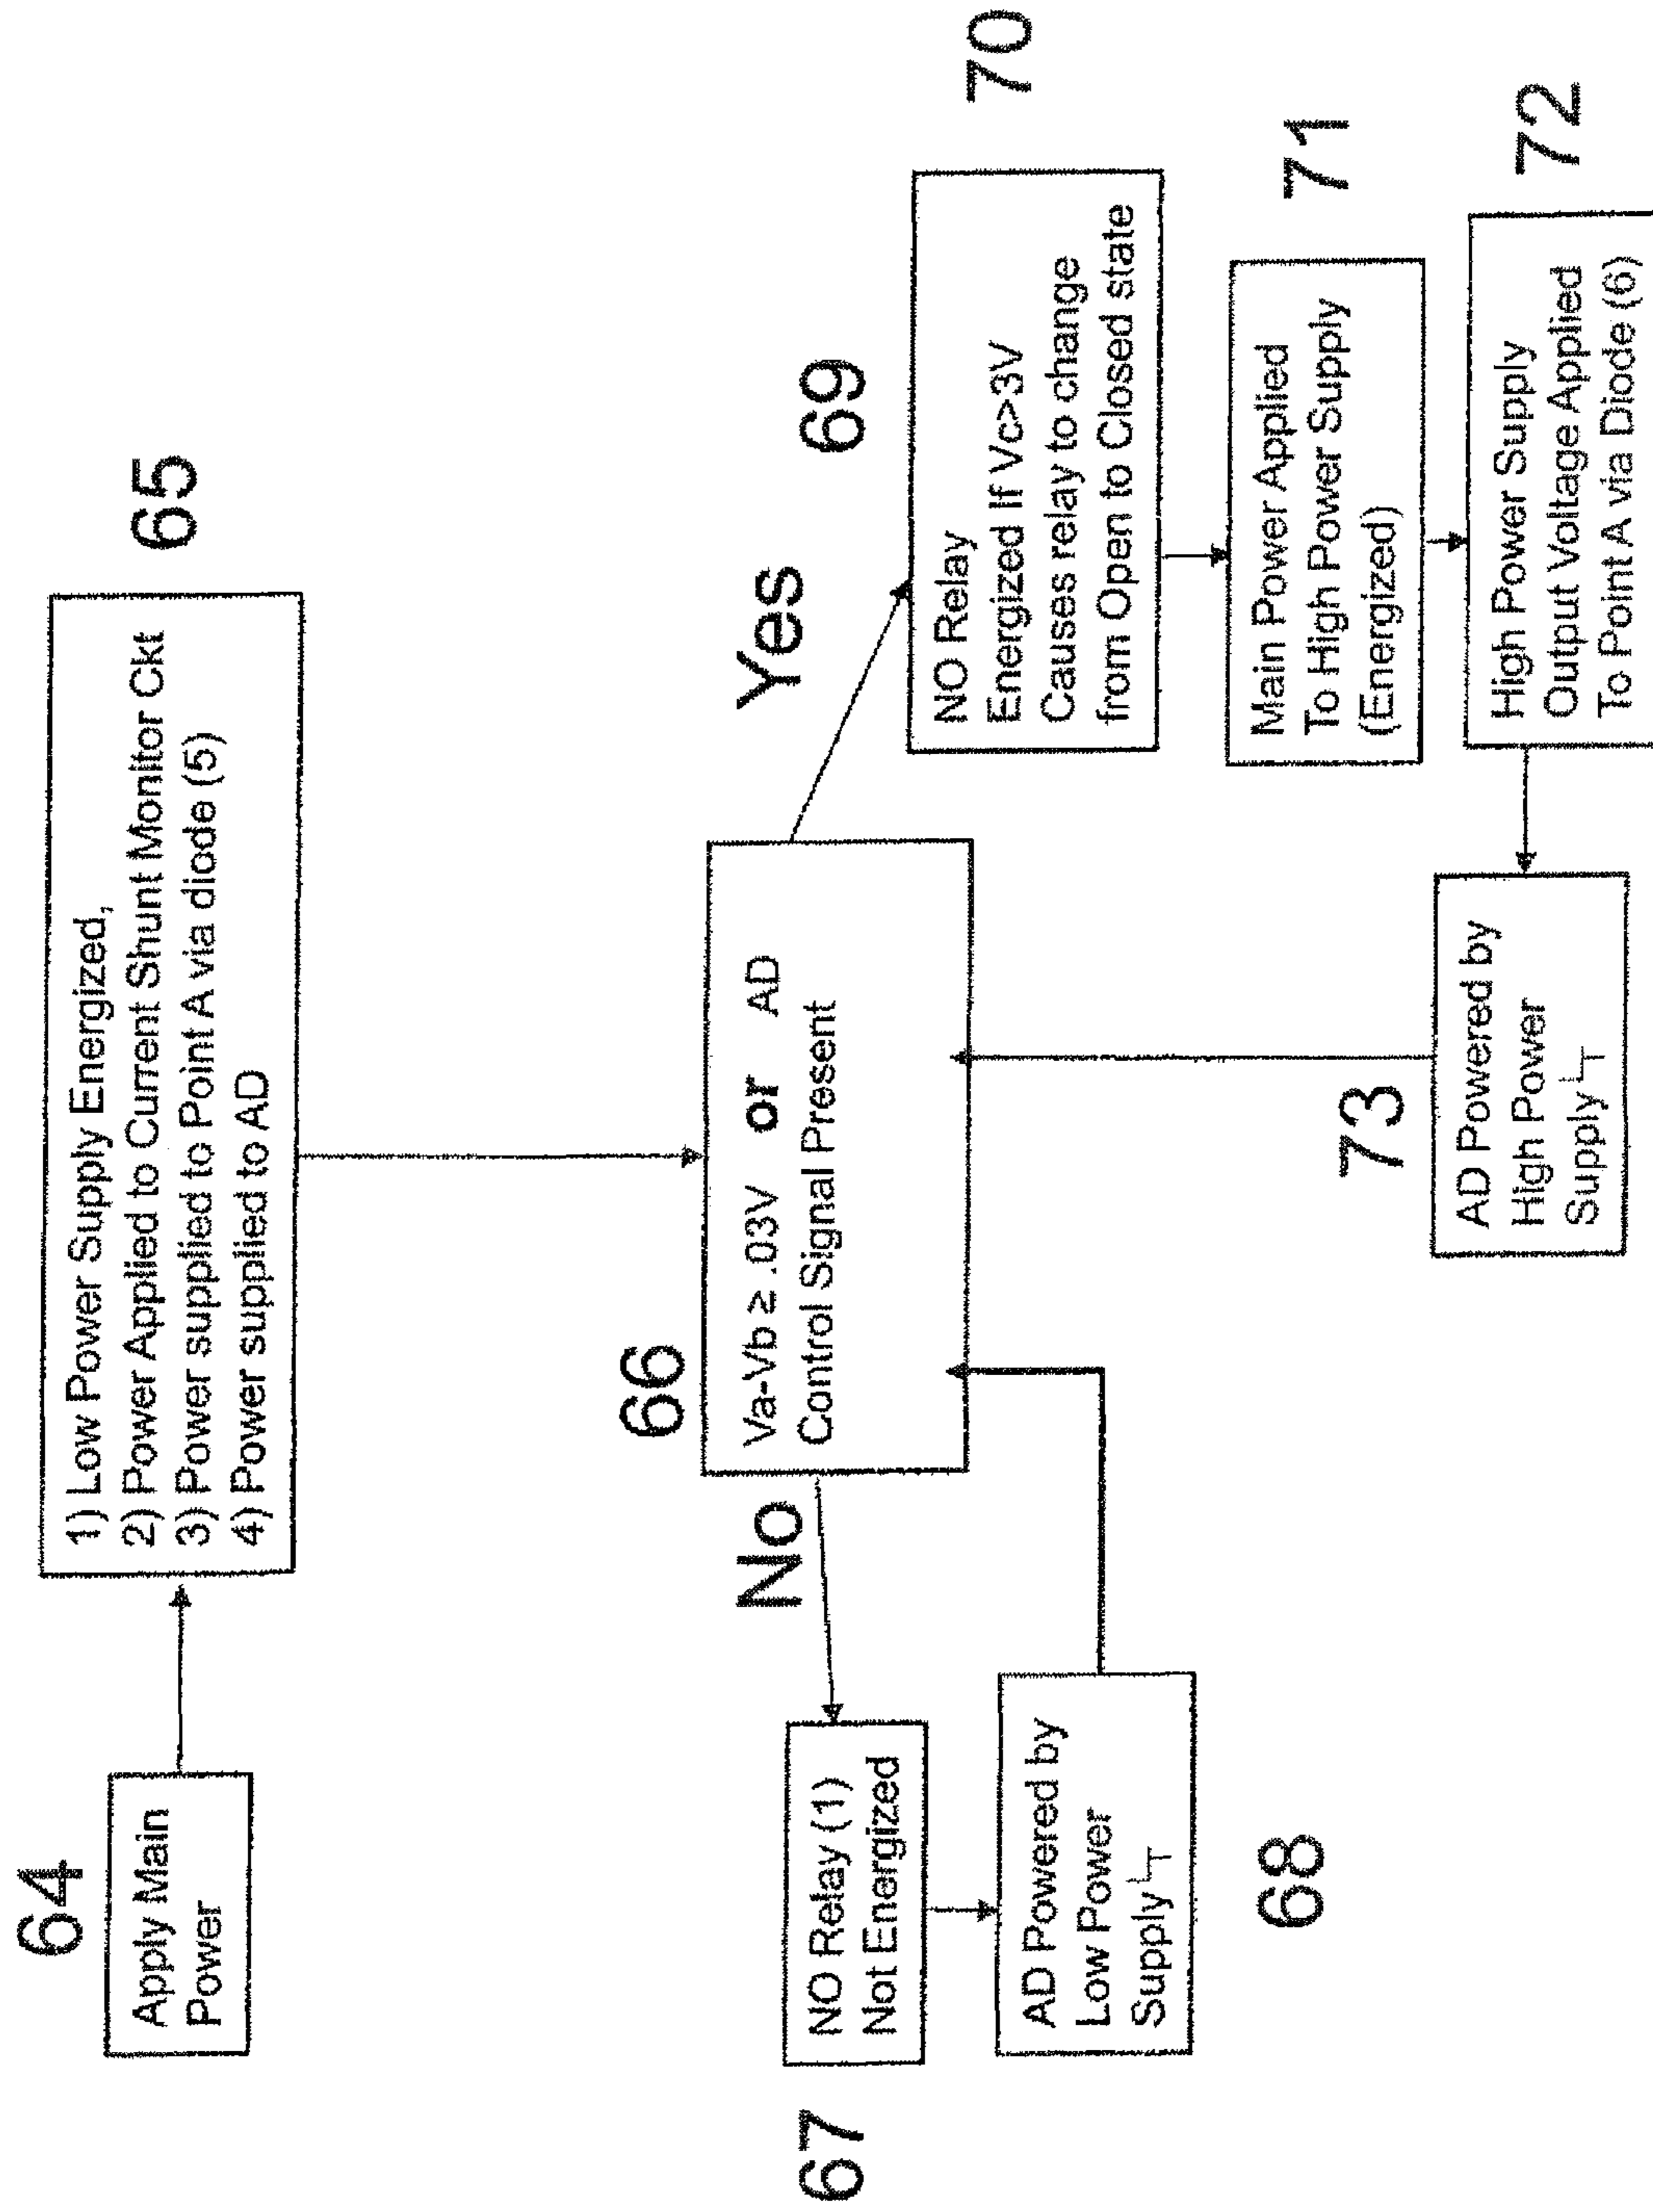 64
Apply Main
Power
65
1) Low Power Supply Energized,
2) Power Applied to Current Shunt Monitor Ckt
3) Power supplied to Point A via diode (5)
4) Power supplied to AD
66
Va-Vb ≥ .03V or AD
Control Signal Present
No
67
NO Relay (1)
Not Energized
68
AD Powered by
Low Power
Supply
Yes
69
70
NO Relay
Energized If Vc>3V
Causes relay to change
from Open to Closed state
71
Main Power Applied
To High Power Supply
(Energized)
72
High Power Supply
Output Voltage Applied
To Point A via Diode (6)
73
AD Powered by
High Power
Supply